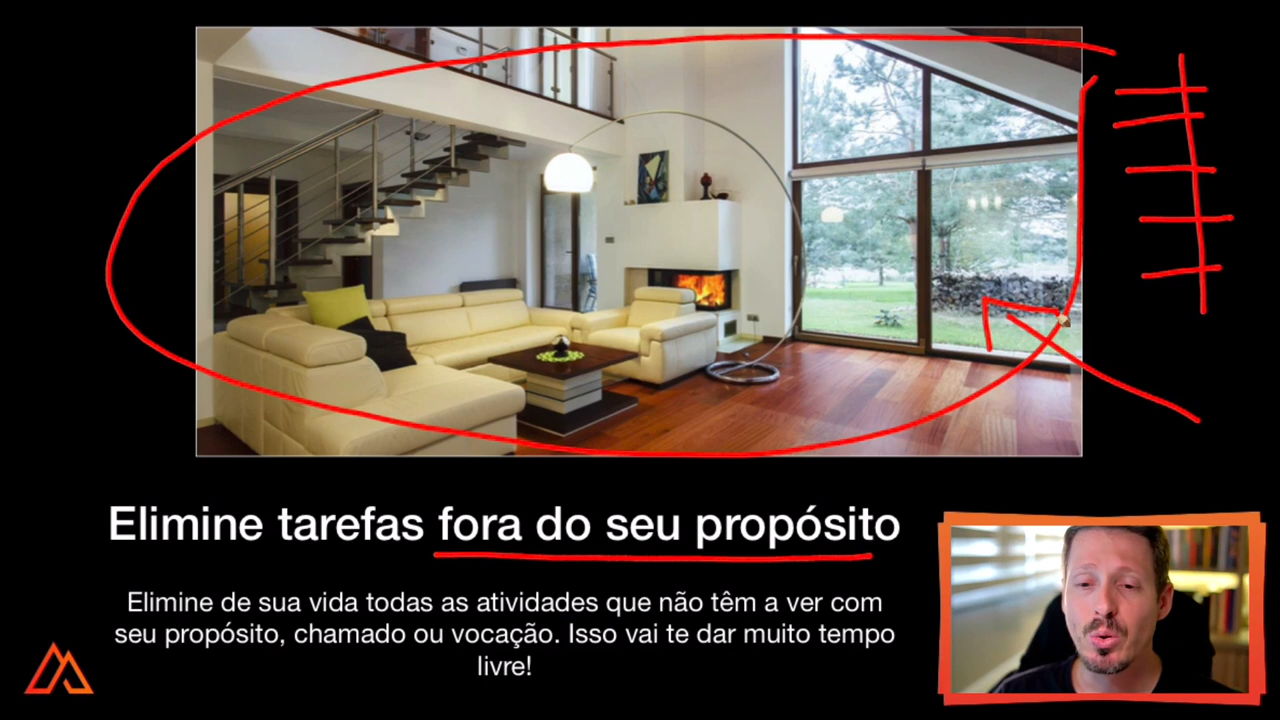 Elimine tarefas fora do seu propósito
Elimine de sua vida todas as atividades que não têm a ver com
seu propósito, chamado ou vocação. Isso vai te dar muito tempo
livre!